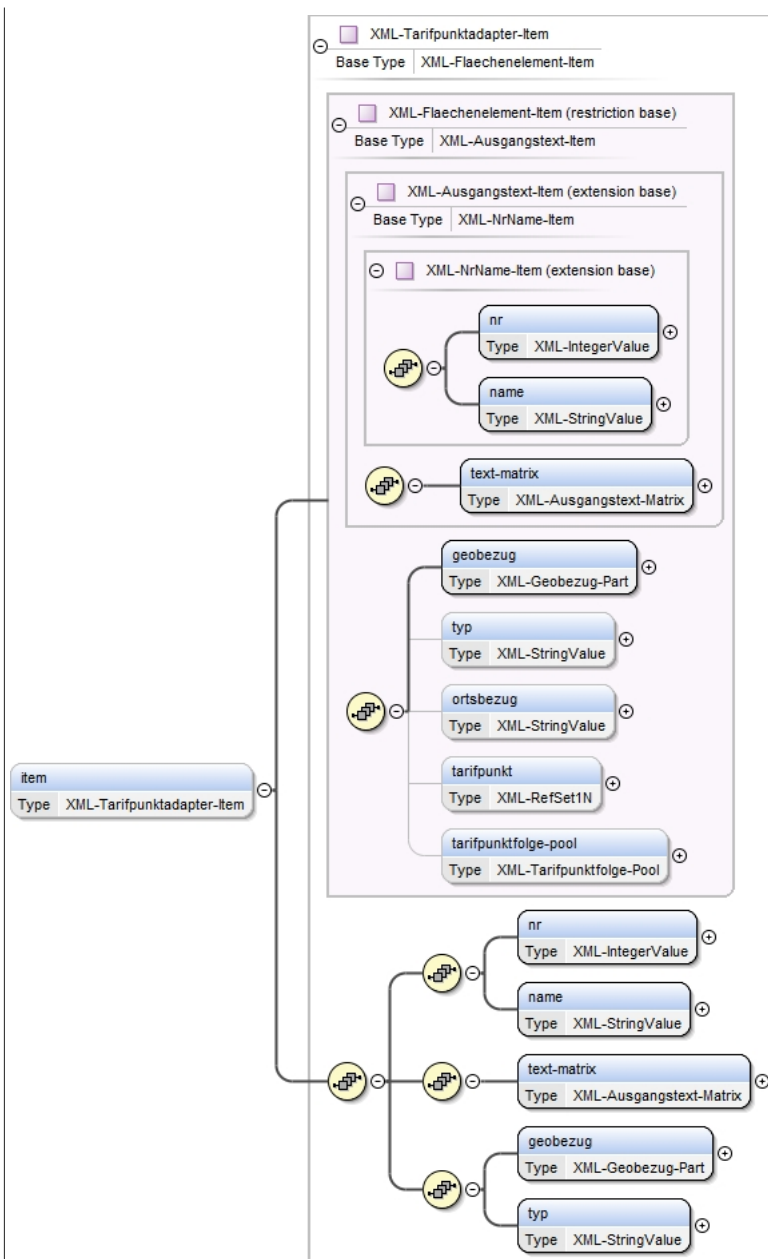 XML-Tarifpunktadapter-Item
Base Type XML-Flaechenelement-Item
XML-Flaechenelement-Item (restriction base)
Base Type XML-Ausgangstext-Item
XML-Ausgangstext-Item (extension base)
Base Type XML-NrName-Item
XML-NrName-Item (extension base)
nr
Type XML-IntegerValue
name
Type XML-StringValue
text-matrix
Type XML-Ausgangstext-Matrix
geobezug
Type XML-Geobezug-Part
typ
Type XML-StringValue
ortsbezug
Type XML-StringValue
tarifpunkt
Type XML-RefSet1N
tarifpunktfolge-pool
Type XML-Tarifpunktfolge-Pool
item
Type XML-Tarifpunktadapter-Item
nr
Type XML-IntegerValue
name
Type XML-StringValue
text-matrix
Type XML-Ausgangstext-Matrix
geobezug
Type XML-Geobezug-Part
typ
Type XML-StringValue